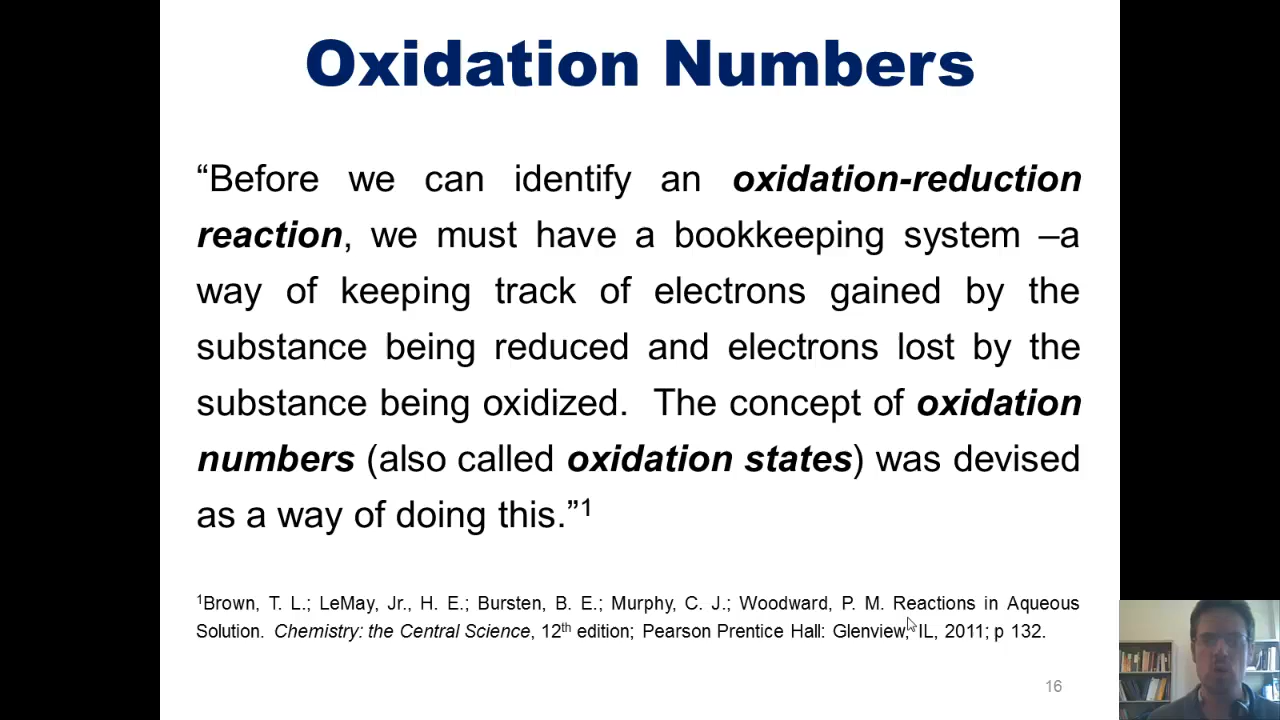 Oxidation Numbers
“Before we can identify an oxidation-reduction
reaction, we must have a bookkeeping system –a
way of keeping track of electrons gained by the
substance being reduced and electrons lost by the
substance being oxidized.  The concept of oxidation
numbers (also called oxidation states) was devised
as a way of doing this.”¹
¹Brown, T. L.; LeMay, Jr., H. E.; Bursten, B. E.; Murphy, C. J.; Woodward, P. M. Reactions in Aqueous
Solution. Chemistry: the Central Science, 12th edition; Pearson Prentice Hall: Glenview, IL, 2011; p 132.
16